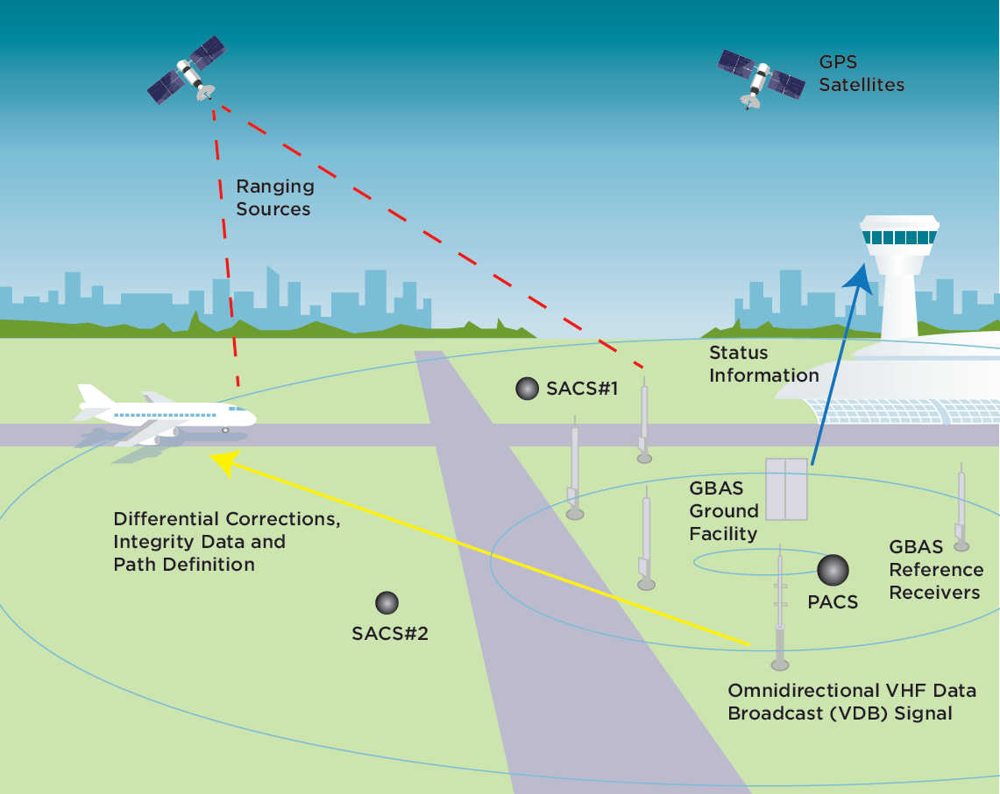 GPS
Satellites
Ranging
Sources
Status
Information
SACS#1
GBAS
Ground
Facility
Differential Corrections,
Integrity Data and
Path Definition
GBAS
Reference
Receivers
PACS
SACS#2
Omnidirectional VHF Data
Broadcast (VDB) Signal